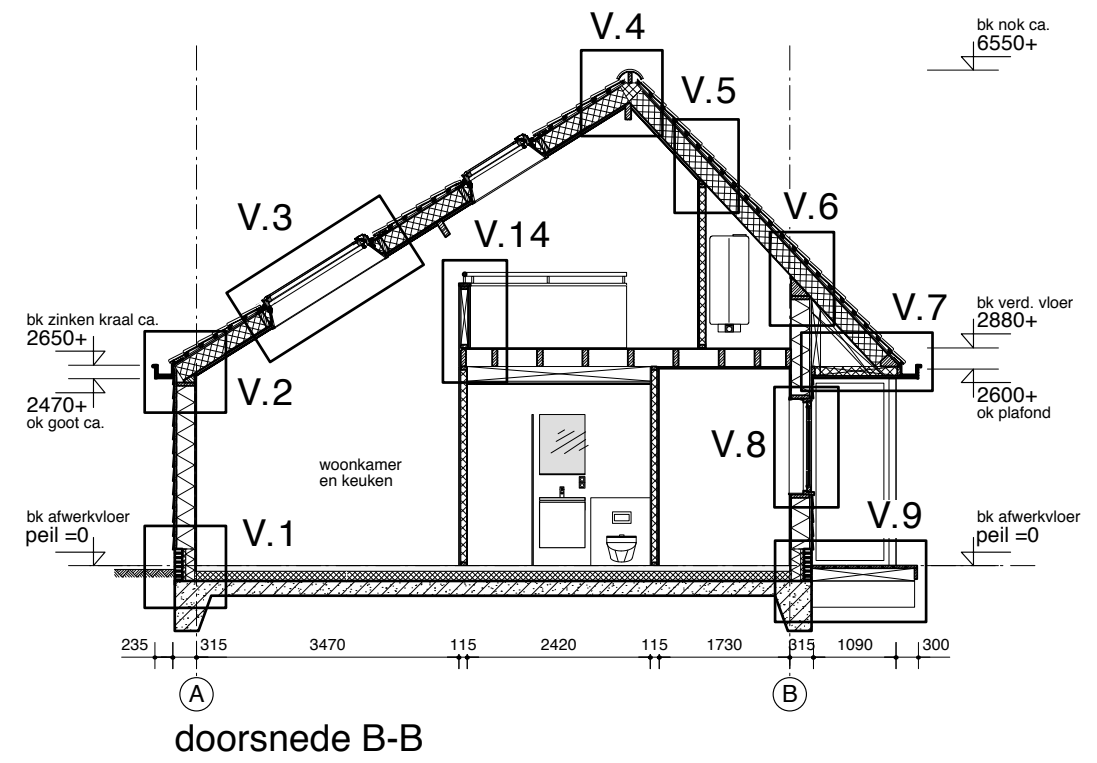 V.4
bk nok ca.
6550+
V.5
V.3
V.6
V.14
bk zinken kraal ca.
2650+
V.7
bk verd. vloer
2880+
2470+
ok goot ca.
V.2
2600+
ok plafond
V.8
woonkamer
en keuken
bk afwerkvloer
peil =0
V.1
V.9
bk afwerkvloer
peil =0
235 315 3470 115 2420 115 1730 315 1090 300
A B
doorsnede B-B